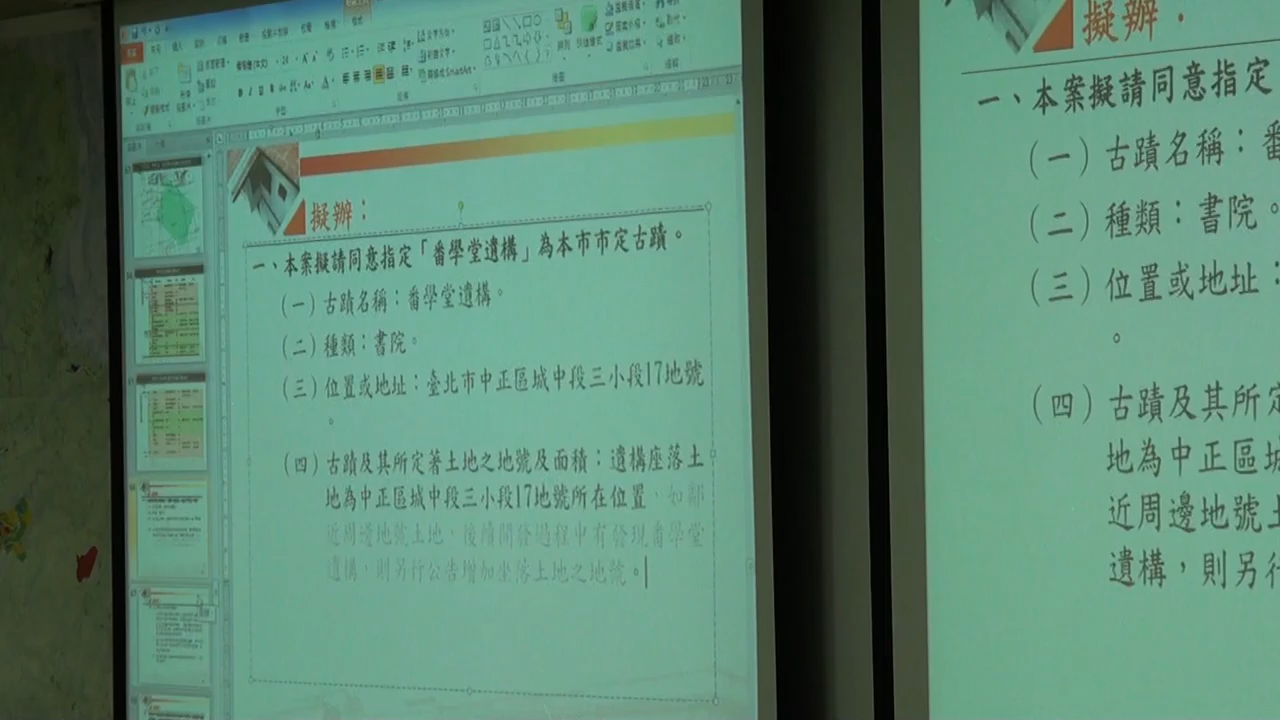 擬辦：
一、本案擬請同意指定「番學堂遺構」為本市市定古蹟。
（一）古蹟名稱：番學堂遺構。
（二）種類：書院。
（三）位置或地址：臺北市中正區城中段三小段17地號
。
（四）古蹟及其所定著土地之地號及面積：遺構座落土
地為中正區城中段三小段17地號所在位置，如鄰
近周邊地號土地，後續開發過程中有發現番學堂
遺構，則另行公告增加坐落土地之地號。
擬辦：
一、本案擬請同意指定
（一）古蹟名稱：番
（二）種類：書院。
（三）位置或地址：
。
（四）古蹟及其所定
地為中正區城
近周邊地號土
遺構，則另行